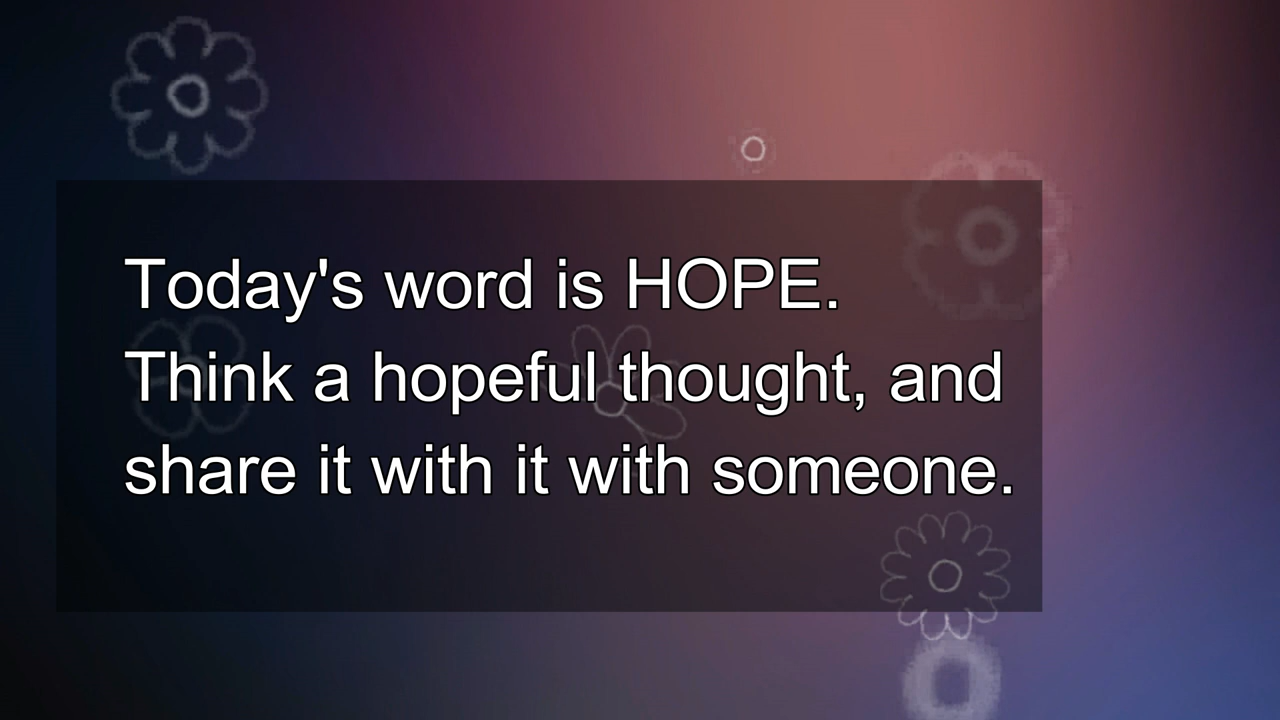 Today's word is HOPE.
Think a hopeful thought, and
share it with it with someone.